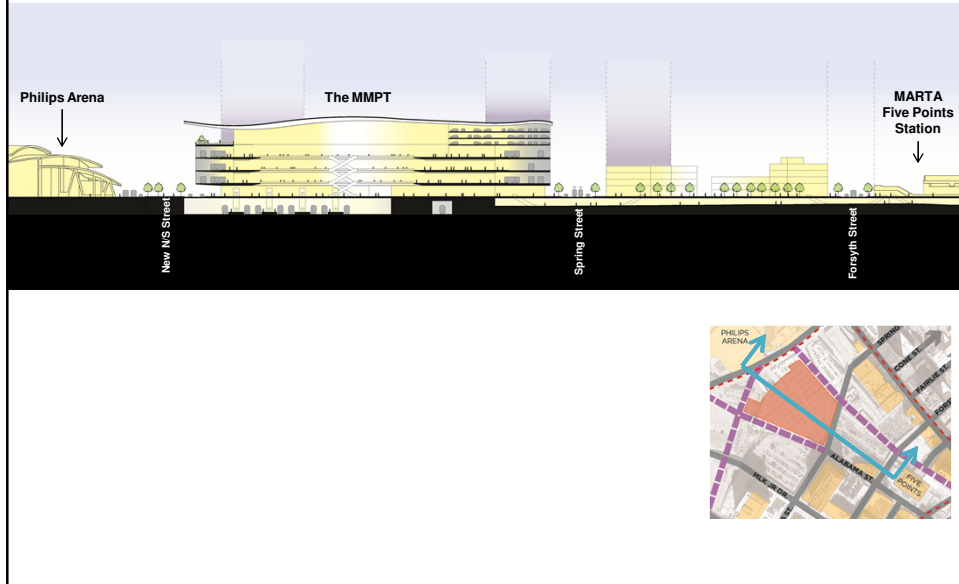 Philips Arena
The MMPT
MARTA
Five Points
Station
New N/S Street
Spring Street
Forsyth Street
PHILIPS
ARENA
SPRING
CONE ST.
FAIRLIE ST.
ALABAMA ST.
FIVE
POINTS
MLK JR DR.
ST.